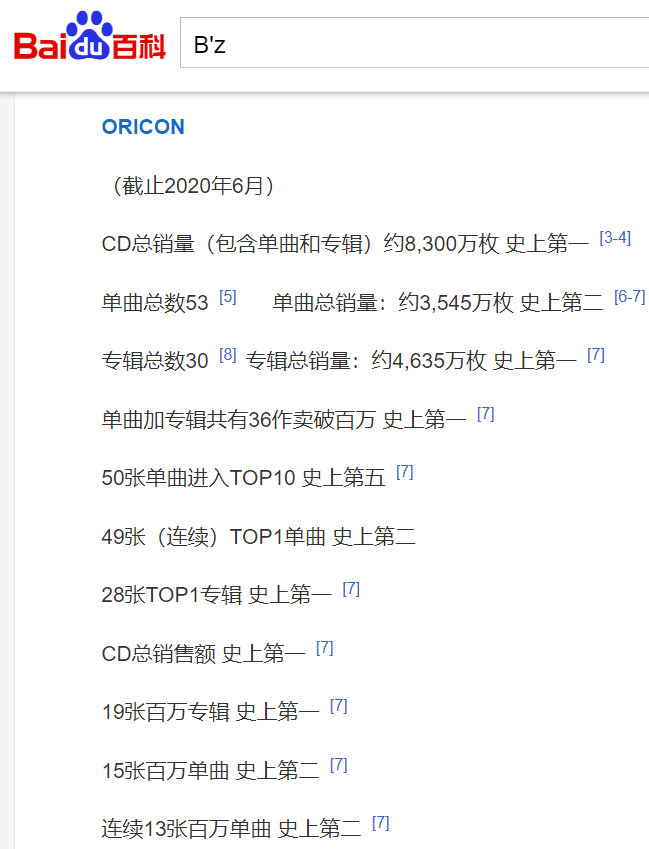 Baidu百科 B'z
ORICON
（截止2020年6月）
CD总销量（包含单曲和专辑）约8,300万枚 史上第一 [3-4]
单曲总数53 [5] 单曲总销量：约3,545万枚 史上第二 [6-7]
专辑总数30 [8] 专辑总销量：约4,635万枚 史上第一 [7]
单曲加专辑共有36作卖破百万 史上第一 [7]
50张单曲进入TOP10 史上第五 [7]
49张（连续）TOP1单曲 史上第二
28张TOP1专辑 史上第一 [7]
CD总销售额 史上第一 [7]
19张百万专辑 史上第一 [7]
15张百万单曲 史上第二 [7]
连续13张百万单曲 史上第二 [7]